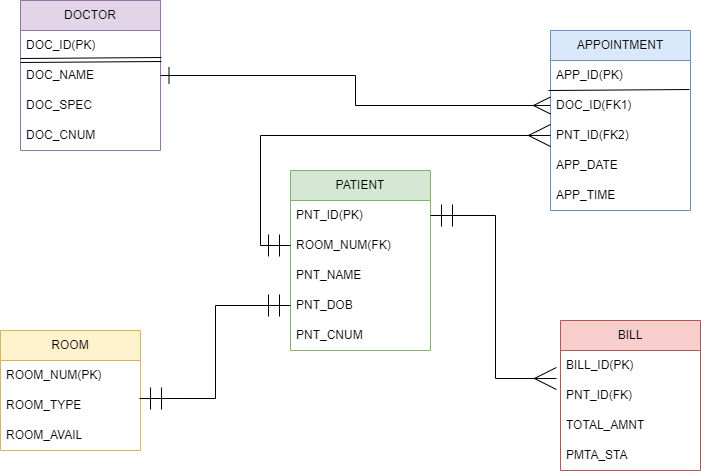 DOCTOR
DOC_ID(PK)
DOC_NAME
DOC_SPEC
DOC_CNUM
APPOINTMENT
APP_ID(PK)
DOC_ID(FK1)
PNT_ID(FK2)
APP_DATE
APP_TIME
PATIENT
PNT_ID(PK)
ROOM_NUM(FK)
PNT_NAME
PNT_DOB
PNT_CNUM
ROOM
ROOM_NUM(PK)
ROOM_TYPE
ROOM_AVAIL
BILL
BILL_ID(PK)
PNT_ID(FK)
TOTAL_AMNT
PMTA_STA